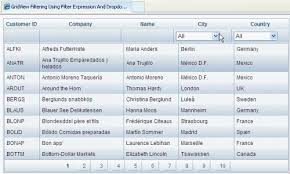 GridView Filtering Using Filter Expression And Dropdo...
Customer ID Company Name City Country
All All
ALFKI Alfreds Futterkiste Maria Anders Berlin Germany
ANATR Ana Trujillo Emparedados y helados Ana Trujillo México D.F. Mexico
ANTON Antonio Moreno Taquería Antonio Moreno México D.F. Mexico
AROUT Around the Horn Thomas Hardy London UK
BERGS Berglunds snabbköp Christina Berglund Luleå Sweden
BLAUS Blauer See Delikatessen Hanna Moos Mannheim Germany
BLONP Blondesddsl père et fils Frédérique Citeaux Strasbourg France
BOLID Bólido Comidas preparadas Martín Sommer Madrid Spain
BONAP Bon app' Laurence Lebihan Marseille France
BOTTM Bottom-Dollar Markets Elizabeth Lincoln Tsawassen Canada
1 2 3 4 5 6 7 8 9 10